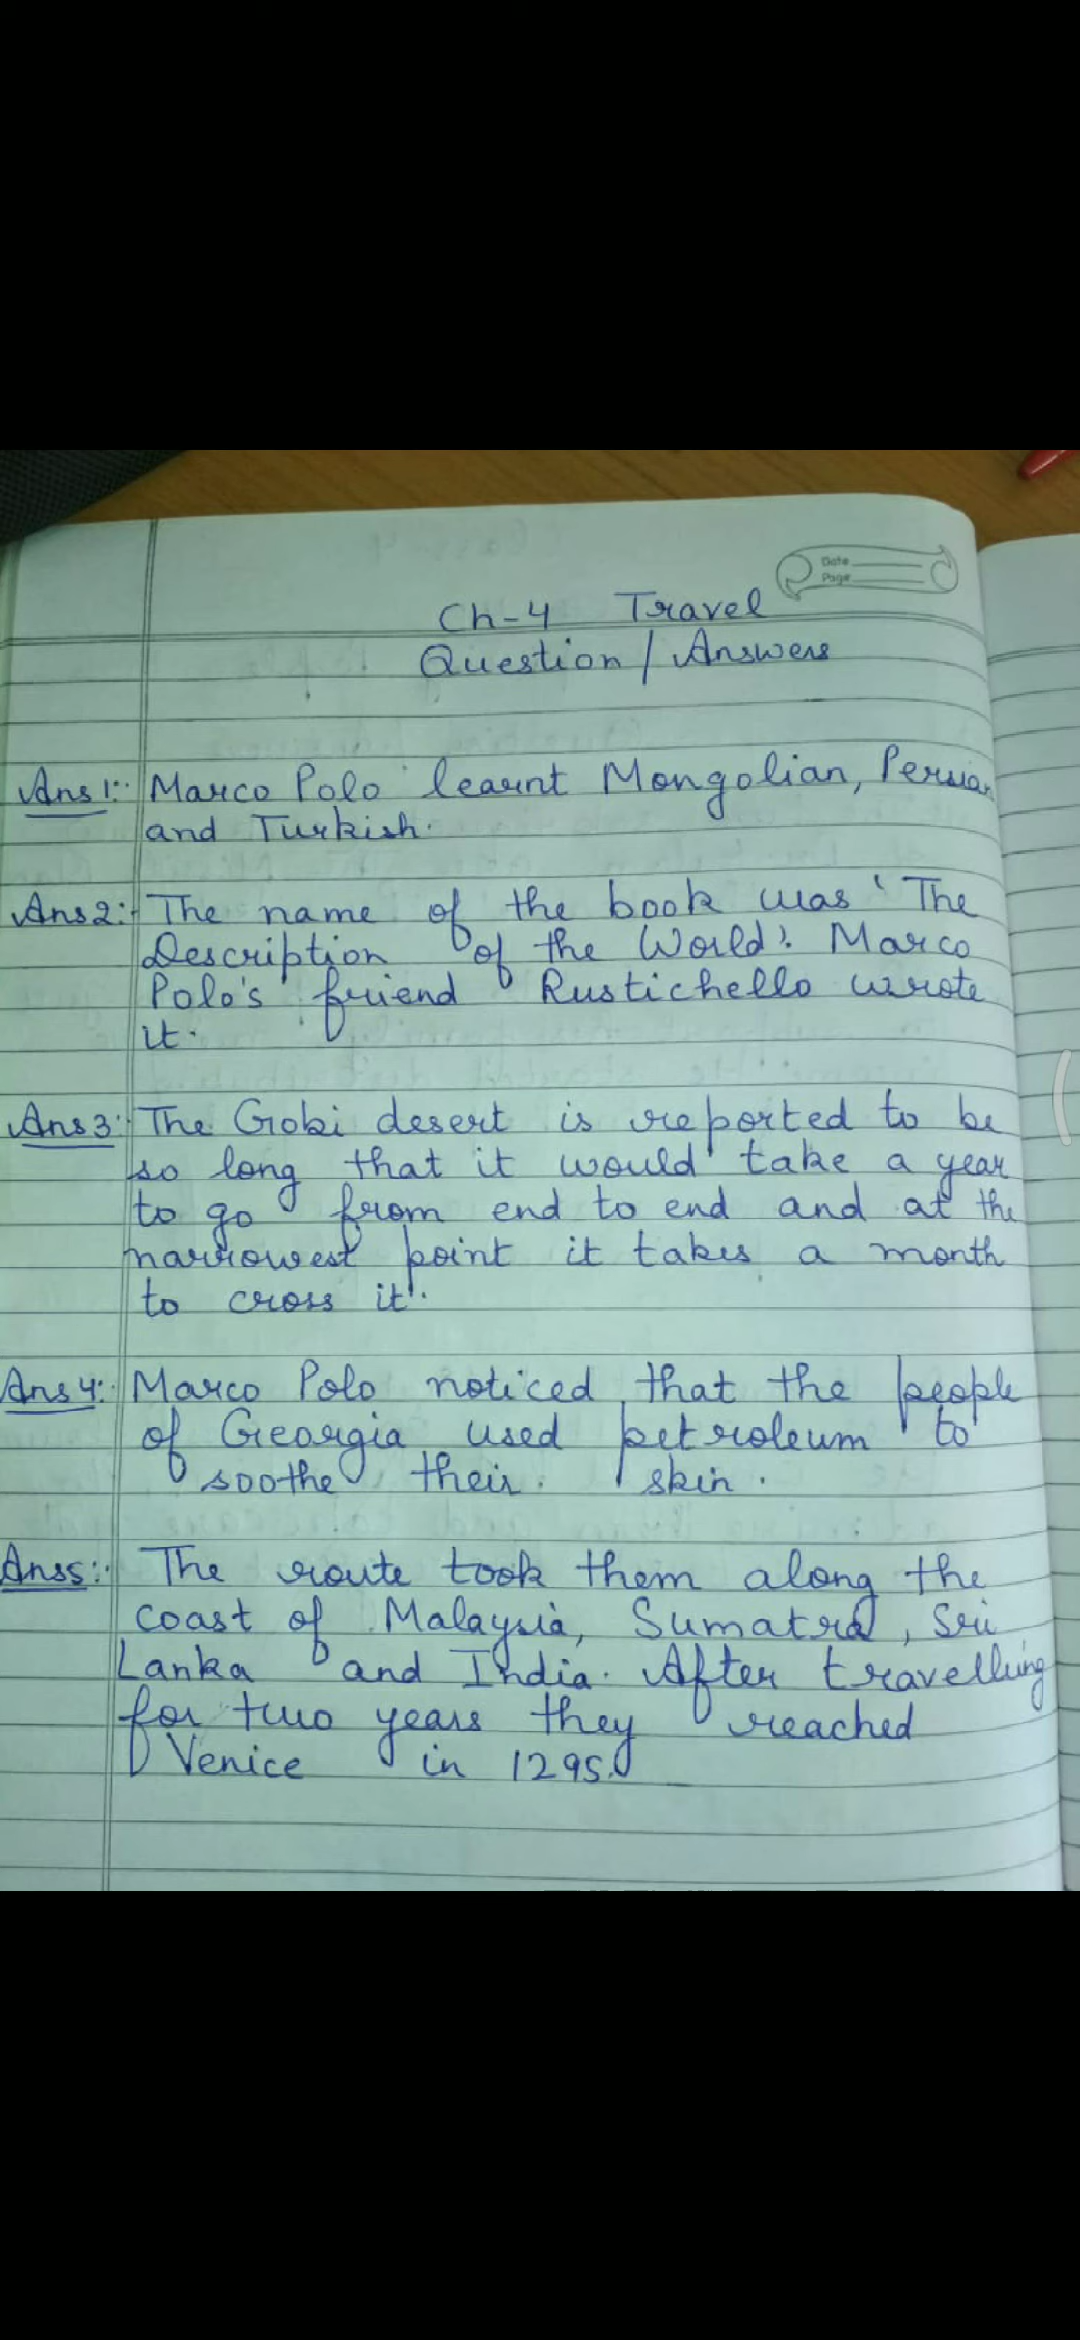 Date
Page
Ch-4 Travel
Question / Answers
Ans 1:- Marco Polo learnt Mongolian, Persian
and Turkish.
Ans 2:- The name of the book was 'The
Description of the World'. Marco
Polo's friend Rustichello wrote
it.
Ans 3:- The Gobi desert is reported to be
so long that it would take a year
to go from end to end and at the
narrowest point it takes a month
to cross it.
Ans 4:- Marco Polo noticed that the people
of Georgia used petroleum to
soothe their skin.
Ans 5:- The route took them along the
coast of Malaysia, Sumatra, Sri
Lanka and India. After travelling
for two years they reached
Venice in 1295.